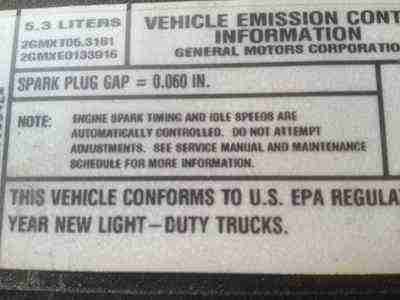 5.3 LITERS
2GMXT05.3181
2GMXE0133916
VEHICLE EMISSION CONT
INFORMATION
GENERAL MOTORS CORPORATIO
SPARK PLUG GAP = 0.060 IN.
NOTE: ENGINE SPARK TIMING AND IDLE SPEEDS ARE
AUTOMATICALLY CONTROLLED. DO NOT ATTEMPT
ADJUSTMENTS. SEE SERVICE MANUAL AND MAINTENANCE
SCHEDULE FOR MORE INFORMATION.
THIS VEHICLE CONFORMS TO U.S. EPA REGULA
YEAR NEW LIGHT-DUTY TRUCKS.